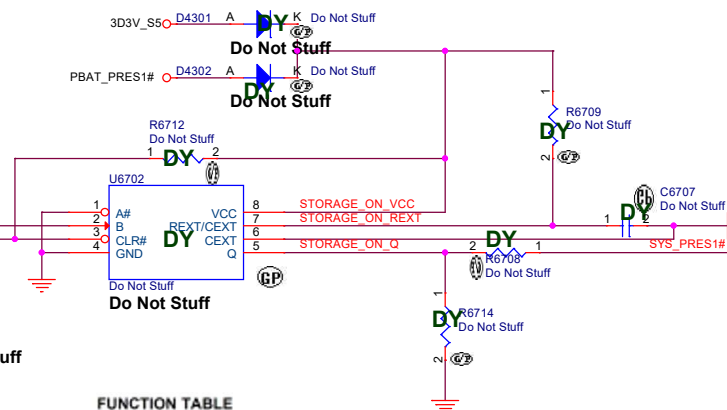 3D3V_S5 D4301 A K Do Not Stuff
DY G/P
Do Not Stuff
PBAT_PRES1# D4302 A K Do Not Stuff
DY G/P
Do Not Stuff
R6712
Do Not Stuff
1 DY 2
1 R6709
Do Not Stuff
DY
2 G/P
U6702
1 A# VCC 8 STORAGE_ON_VCC
2 B REXT/CEXT 7 STORAGE_ON_REXT
3 CLR# CEXT 6
4 GND Q 5 STORAGE_ON_Q
DY
Do Not Stuff
GP
Do Not Stuff
C6707
Do Not Stuff
1 DY 2
SYS_PRES1#
DY
2 1
R6708
Do Not Stuff
1 R6714
DY Do Not Stuff
2 G/P
uff
FUNCTION TABLE